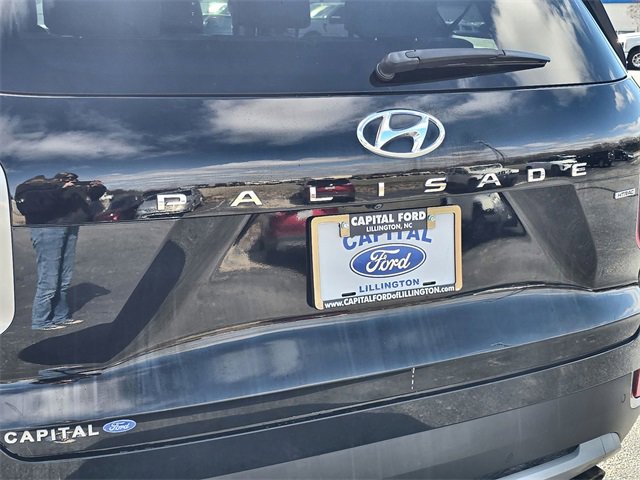 PALISADE
HTRAC
CAPITAL FORD
LILLINGTON, NC
CAPITAL
Ford
LILLINGTON
www.CAPITALFORDofLILLINGTON.com
CAPITAL Ford